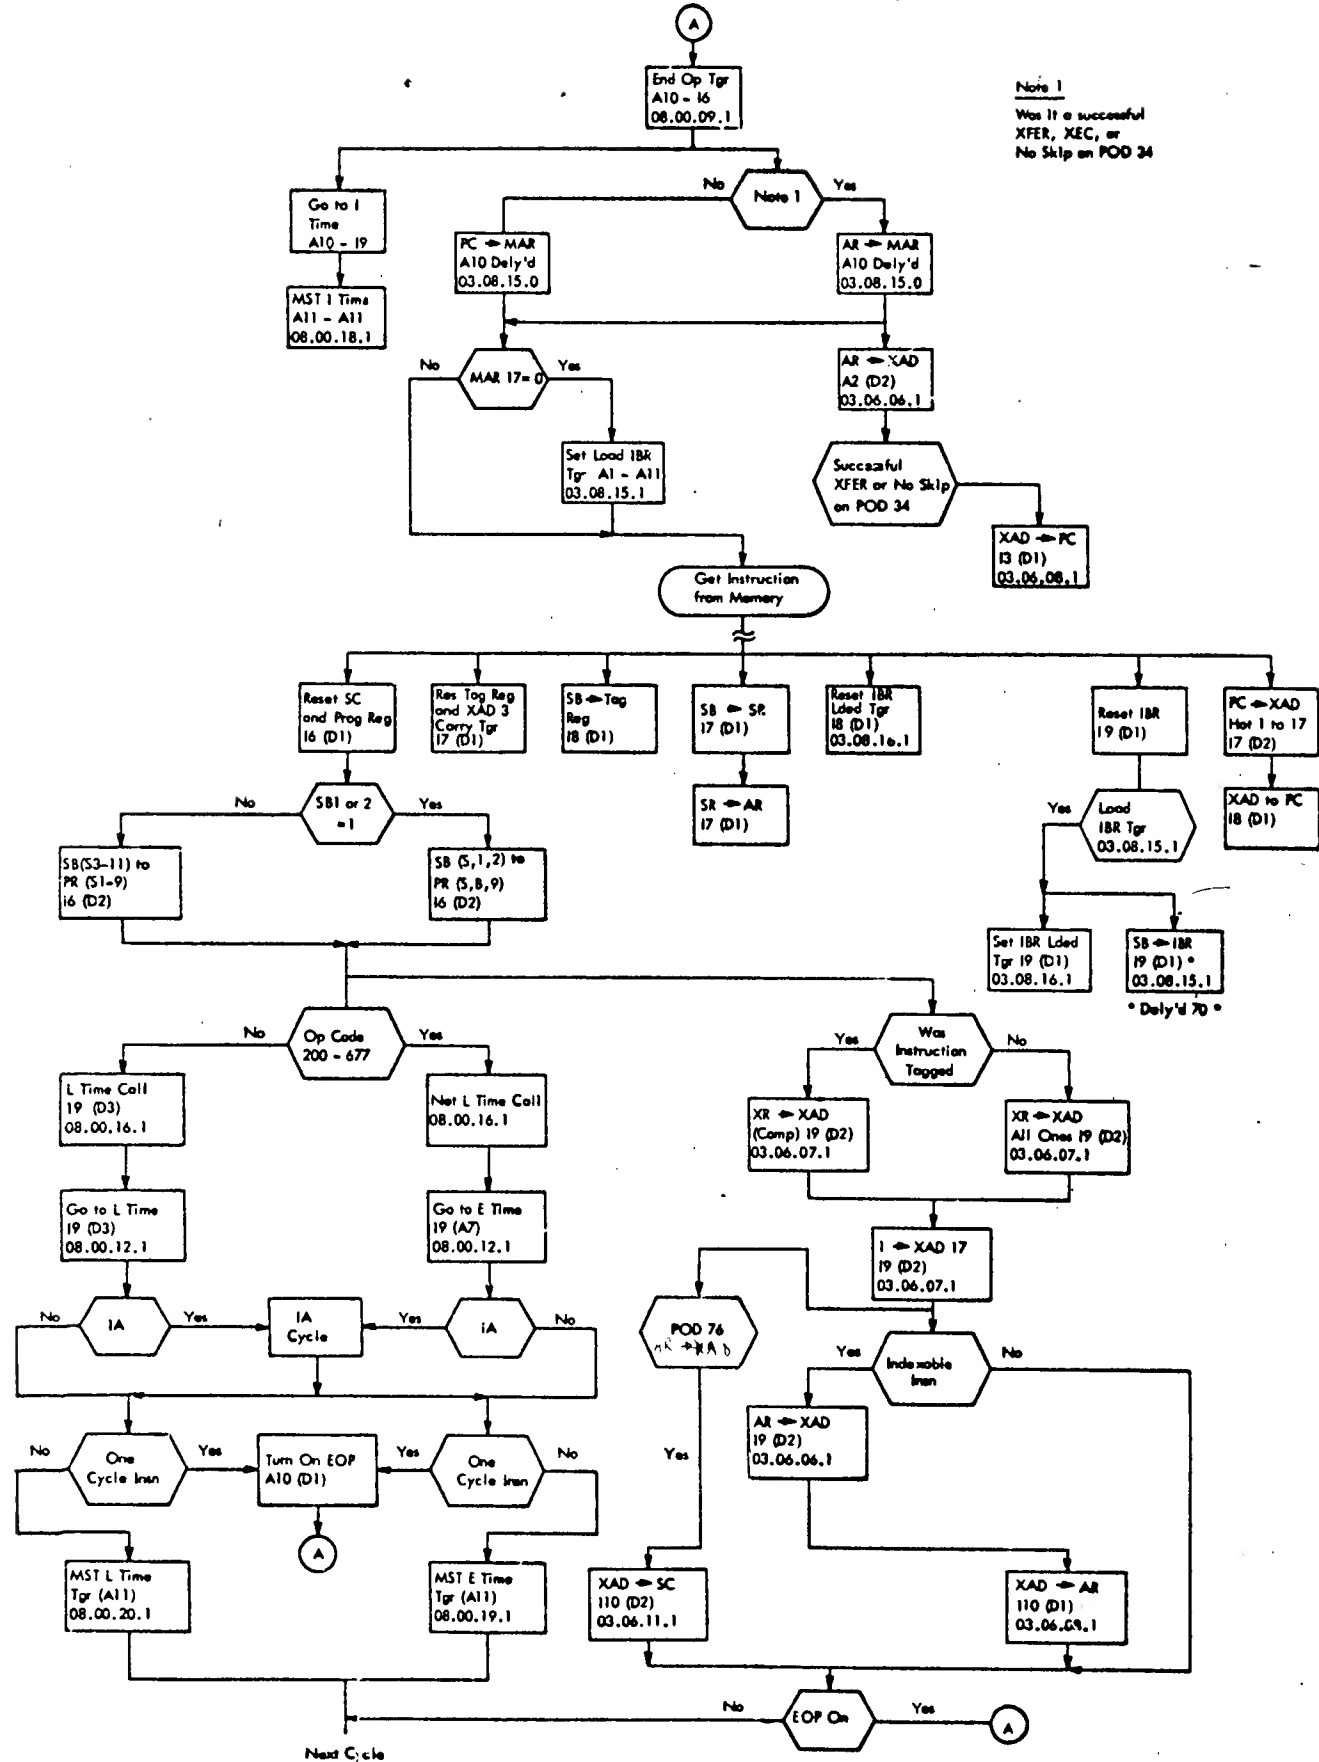 A
End Op Tgr
A10 - I6
08.00.09.1
Note 1
Was it a successful
XFER, XEC, or
No Skip on POD 34
Go to I
Time
A10 - I9
No
Note 1
Yes
PC → MAR
A10 Dely'd
03.08.15.0
AR → MAR
A10 Dely'd
03.08.15.0
MST I Time
A11 - A11
08.00.18.1
No
MAR 17=0
Yes
AR → XAD
A2 (D2)
03.06.06.1
Set Load IBR
Tgr A1 - A11
03.08.15.1
Successful
XFER or No Skip
on POD 34
XAD → PC
I3 (D1)
03.06.08.1
Get Instruction
from Memory
Reset SC
and Prog Reg
I6 (D1)
Res Tag Reg
and XAD 3
Carry Tgr
I7 (D1)
SB → Tag
Reg
I8 (D1)
SB → SR
I7 (D1)
Reset IBR
Lded Tgr
I8 (D1)
03.08.16.1
Reset IBR
I9 (D1)
PC → XAD
Hot 1 to 17
I7 (D2)
No
SB1 or 2
=1
Yes
SR → AR
I7 (D1)
Yes
Load
IBR Tgr
03.08.15.1
XAD to PC
I8 (D1)
SB(S3-11) to
PR (S1-9)
I6 (D2)
SB (S,1,2) to
PR (S,8,9)
I6 (D2)
Set IBR Lded
Tgr I9 (D1)
03.08.16.1
SB → IBR
I9 (D1) *
03.08.15.1
* Dely'd 70 *
No
Op Code
200 - 677
Yes
Yes
Was
Instruction
Tagged
No
L Time Call
I9 (D3)
08.00.16.1
Not L Time Call
08.00.16.1
XR → XAD
(Comp) I9 (D2)
03.06.07.1
XR → XAD
All Ones I9 (D2)
03.06.07.1
Go to L Time
I9 (D3)
08.00.12.1
Go to E Time
I9 (A7)
08.00.12.1
1 → XAD 17
I9 (D2)
03.06.07.1
No
IA
Yes
IA
Cycle
Yes
IA
No
POD 76
Yes
Indexable
Insn
No
AR → XAD
I9 (D2)
03.06.06.1
No
One
Cycle Insn
Yes
Turn On EOP
A10 (D1)
Yes
One
Cycle Insn
No
Yes
A
MST L Time
Tgr (A11)
08.00.20.1
MST E Time
Tgr (A11)
08.00.19.1
XAD → SC
I10 (D2)
03.06.11.1
XAD → AR
I10 (D1)
No
EOP On
Yes
A
Next Cycle